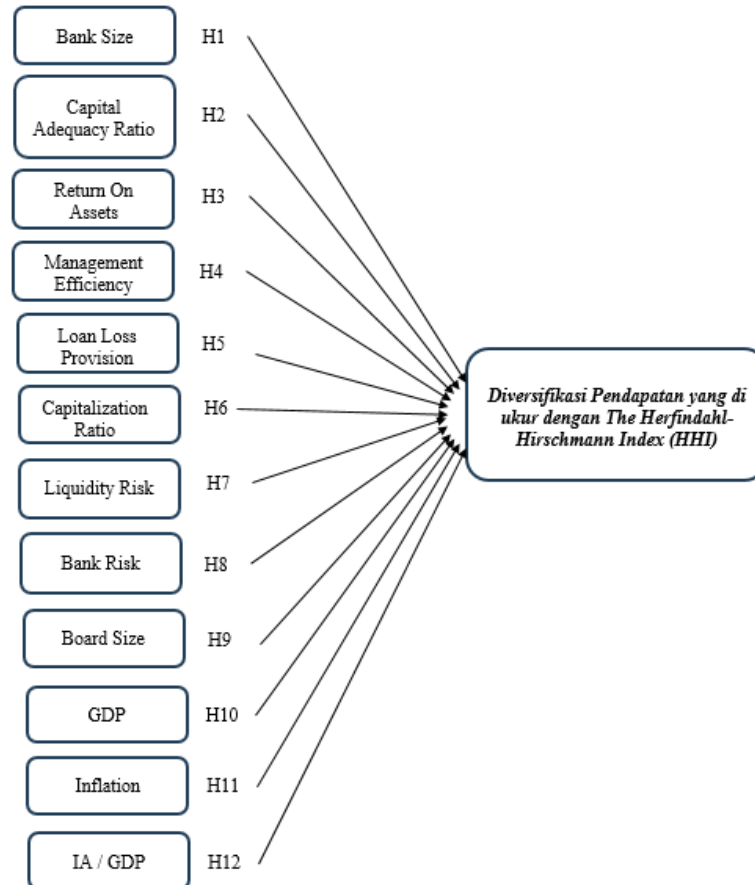 Bank Size
H1
Capital
Adequacy Ratio
H2
Return On
Assets
H3
Management
Efficiency
H4
Loan Loss
Provision
H5
Capitalization
Ratio
H6
Liquidity Risk
H7
Bank Risk
H8
Board Size
H9
GDP
H10
Inflation
H11
IA / GDP
H12
Diversifikasi Pendapatan yang di
ukur dengan The Herfindahl-
Hirschmann Index (HHI)